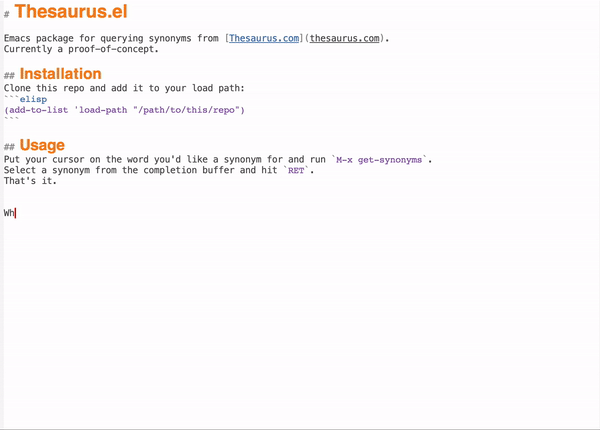 # Thesaurus.el
Emacs package for querying synonyms from [Thesaurus.com](thesaurus.com).
Currently a proof-of-concept.
## Installation
Clone this repo and add it to your load path:
```elisp
(add-to-list 'load-path "/path/to/this/repo")
```
## Usage
Put your cursor on the word you'd like a synonym for and run `M-x get-synonyms`.
Select a synonym from the completion buffer and hit `RET`.
That's it.
Wh